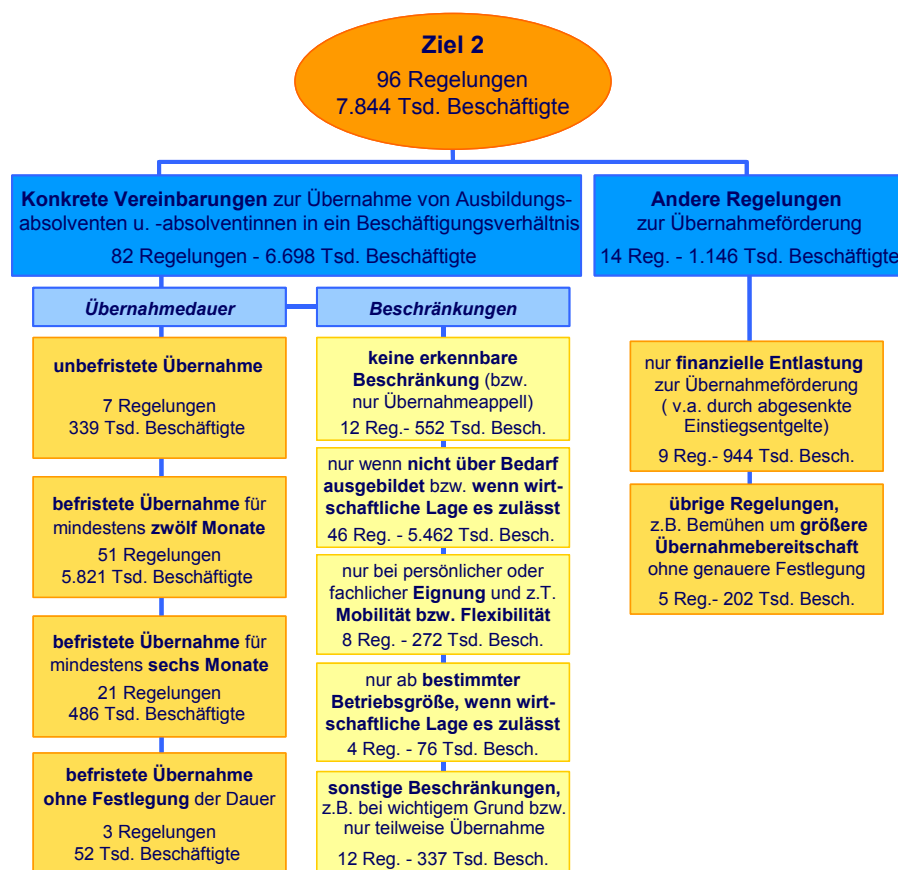 Ziel 2
96 Regelungen
7.844 Tsd. Beschäftigte
Konkrete Vereinbarungen zur Übernahme von Ausbildungs-
absolventen u. -absolventinnen in ein Beschäftigungsverhältnis
82 Regelungen - 6.698 Tsd. Beschäftigte
Andere Regelungen
zur Übernahmeförderung
14 Reg. - 1.146 Tsd. Beschäftigte
Übernahmedauer
unbefristete Übernahme
7 Regelungen
339 Tsd. Beschäftigte
befristete Übernahme für
mindestens zwölf Monate
51 Regelungen
5.821 Tsd. Beschäftigte
befristete Übernahme für
mindestens sechs Monate
21 Regelungen
486 Tsd. Beschäftigte
befristete Übernahme
ohne Festlegung der Dauer
3 Regelungen
52 Tsd. Beschäftigte
Beschränkungen
keine erkennbare
Beschränkung (bzw.
nur Übernahmeappell)
12 Reg.- 552 Tsd. Besch.
nur wenn nicht über Bedarf
ausgebildet bzw. wenn wirt-
schaftliche Lage es zulässt
46 Reg. - 5.462 Tsd. Besch.
nur bei persönlicher oder
fachlicher Eignung und z.T.
Mobilität bzw. Flexibilität
8 Reg. - 272 Tsd. Besch.
nur ab bestimmter
Betriebsgröße, wenn wirt-
schaftliche Lage es zulässt
4 Reg. - 76 Tsd. Besch.
sonstige Beschränkungen,
z.B. bei wichtigem Grund bzw.
nur teilweise Übernahme
12 Reg. - 337 Tsd. Besch.
nur finanzielle Entlastung
zur Übernahmeförderung
( v.a. durch abgesenkte
Einstiegsentgelte)
9 Reg.- 944 Tsd. Besch.
übrige Regelungen,
z.B. Bemühen um größere
Übernahmebereitschaft
ohne genauere Festlegung
5 Reg.- 202 Tsd. Besch.